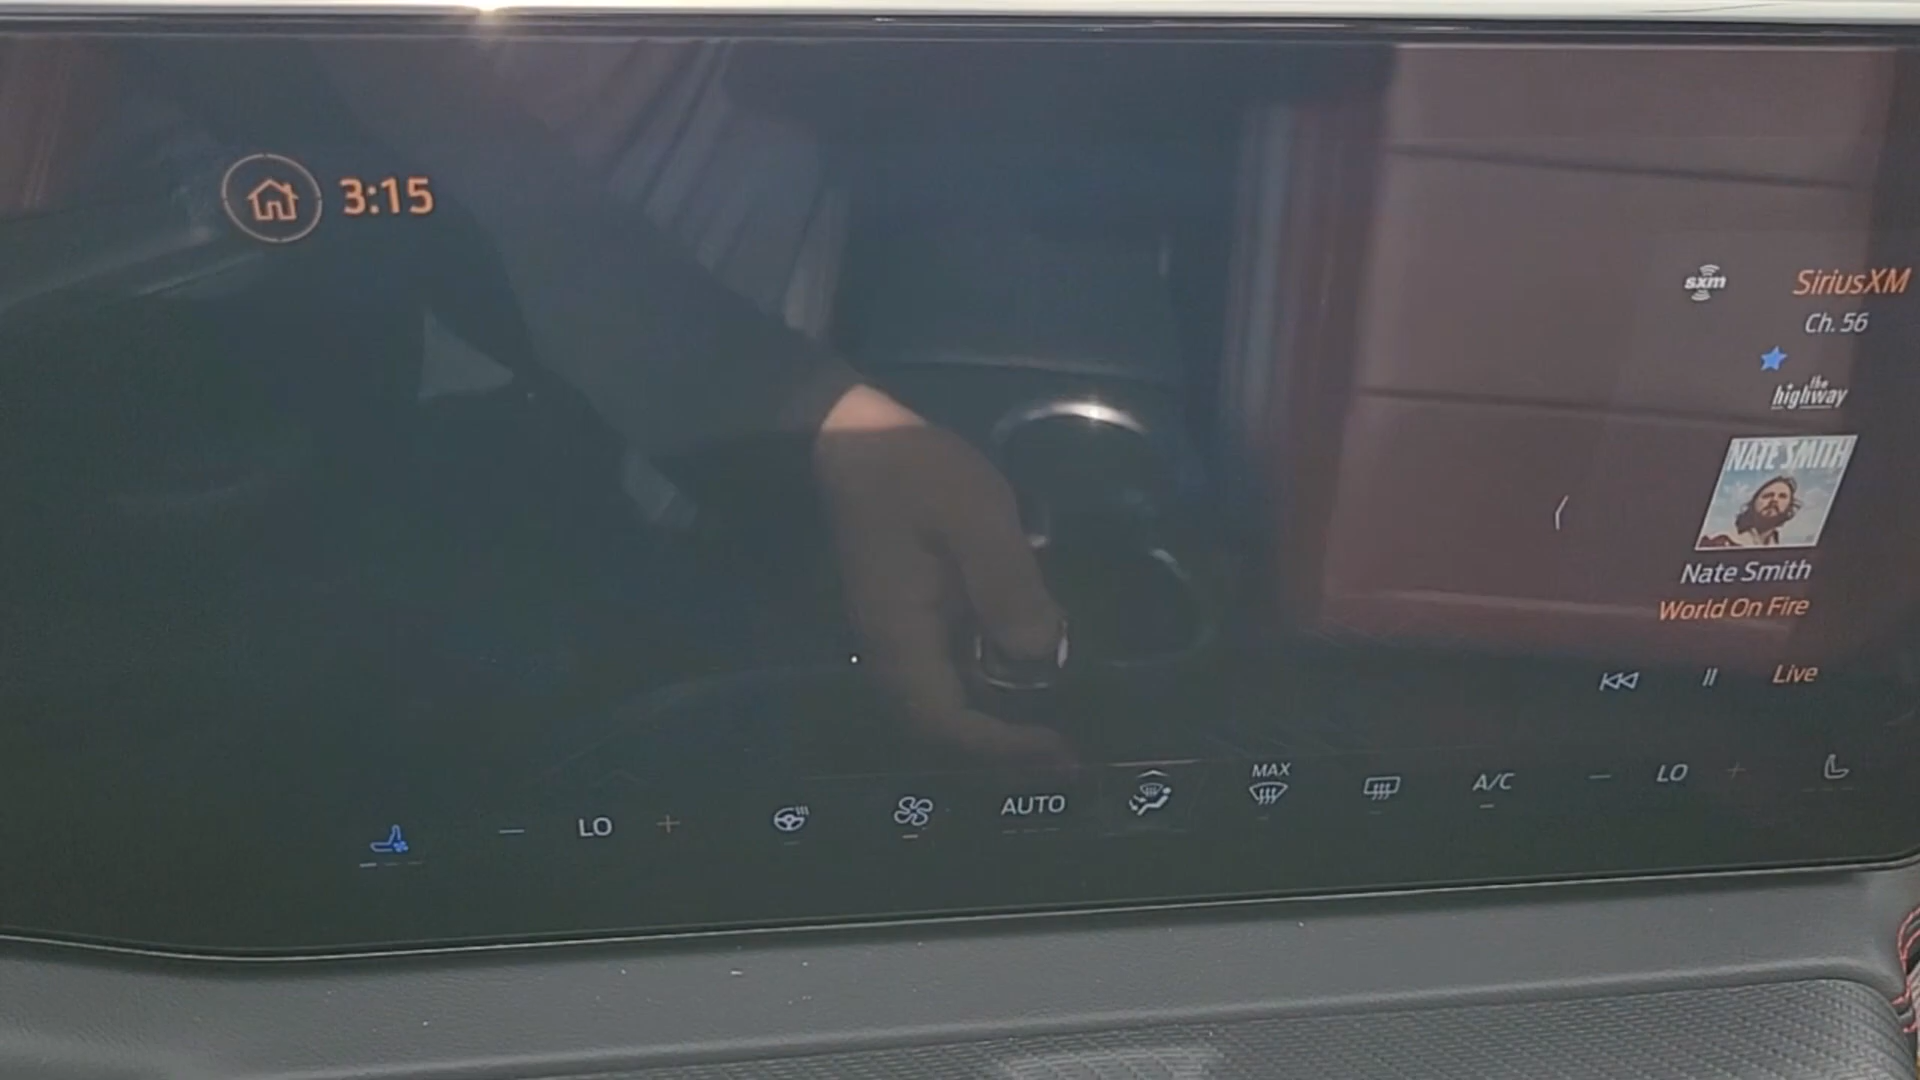 3:15
sxm
SiriusXM
Ch. 56
the
highway
NATE SMITH
Nate Smith
World On Fire
Live
LO
AUTO
MAX
A/C
LO